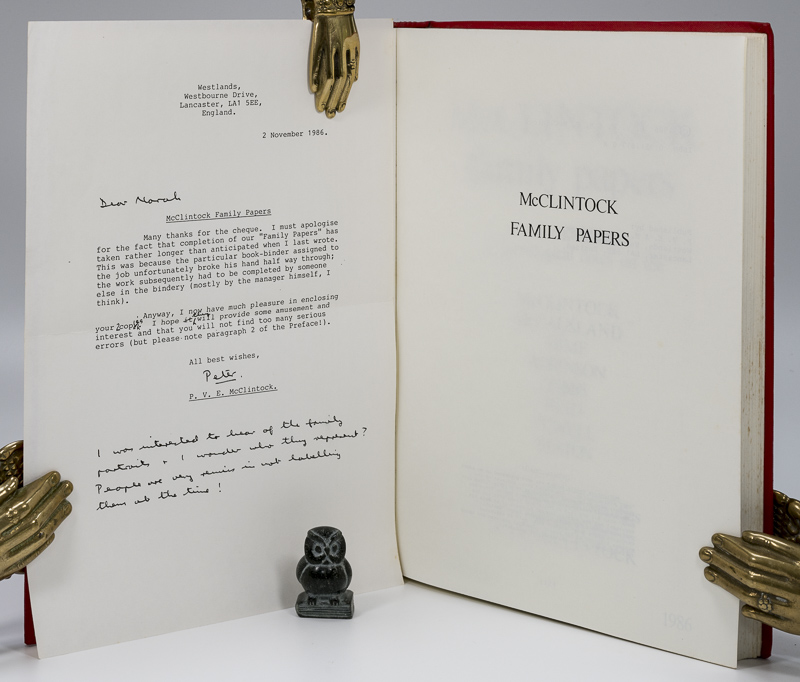 Westlands,
Westbourne Drive,
Lancaster, LA1 5EE,
England.
2 November 1986.
Dear Norah
McClintock Family Papers
Many thanks for the cheque. I must apologise
for the fact that completion of our "Family Papers" has
taken rather longer than anticipated when I last wrote.
This was because the particular book-binder assigned to
the job unfortunately broke his hand half way through;
the work subsequently had to be completed by someone
else in the bindery (mostly by the manager himself, I
think).
Anyway, I now have much pleasure in enclosing
your 2 copies. I hope they will provide some amusement and
interest and that you will not find too many serious
errors (but please note paragraph 2 of the Preface!).
All best wishes,
Peter.
P. V. E. McClintock.
I was interested to hear of the family
portraits & I wonder who they represent?
People are very remiss in not labelling
them at the time!
McCLINTOCK
FAMILY PAPERS